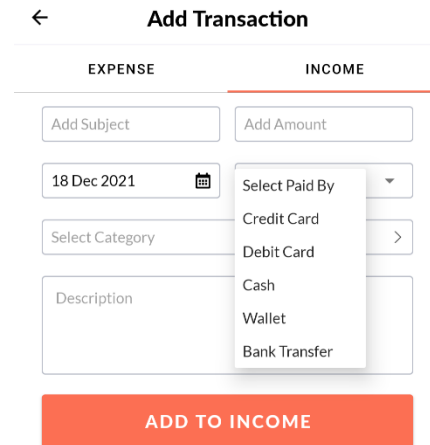 Add Transaction
EXPENSE INCOME
Add Subject Add Amount
18 Dec 2021 Select Paid By
Credit Card
Select Category
Debit Card
Cash
Description
Wallet
Bank Transfer
ADD TO INCOME